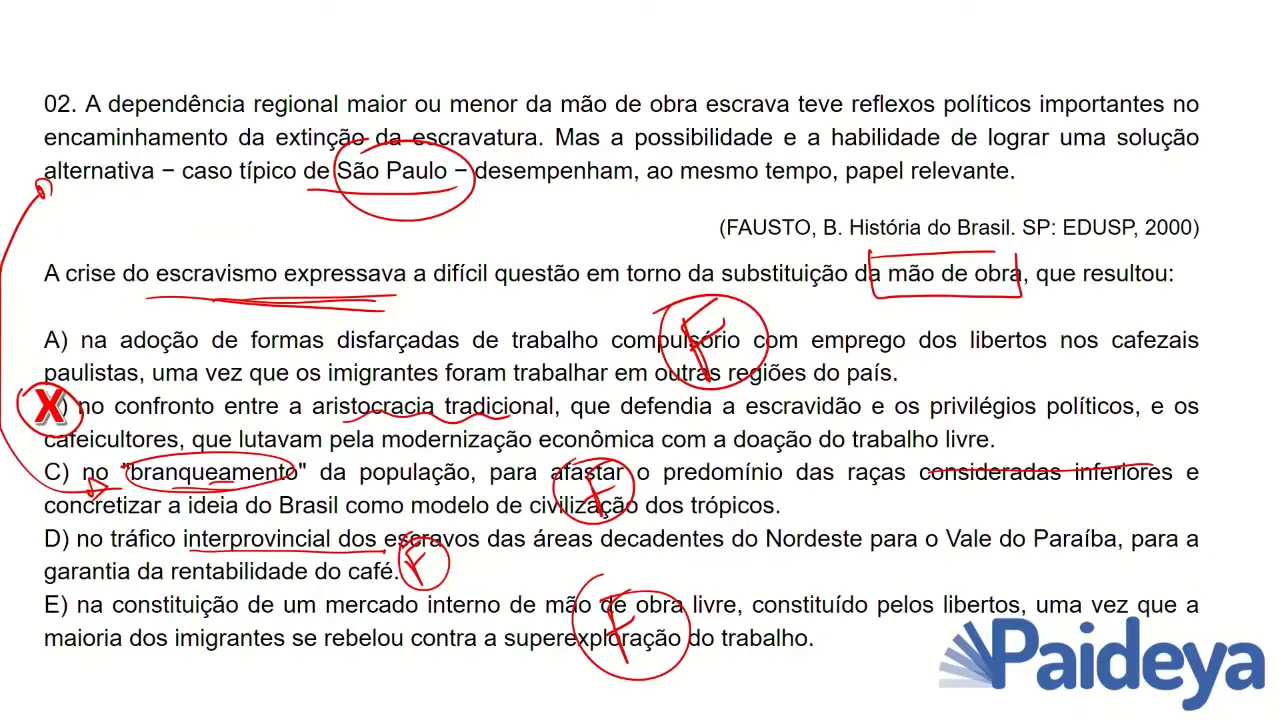 02. A dependência regional maior ou menor da mão de obra escrava teve reflexos políticos importantes no
encaminhamento da extinção da escravatura. Mas a possibilidade e a habilidade de lograr uma solução
alternativa − caso típico de São Paulo − desempenham, ao mesmo tempo, papel relevante.
(FAUSTO, B. História do Brasil. SP: EDUSP, 2000)
A crise do escravismo expressava a difícil questão em torno da substituição da mão de obra, que resultou:
A) na adoção de formas disfarçadas de trabalho compulsório com emprego dos libertos nos cafezais
F
paulistas, uma vez que os imigrantes foram trabalhar em outras regiões do país.
X) no confronto entre a aristocracia tradicional, que defendia a escravidão e os privilégios políticos, e os
cafeicultores, que lutavam pela modernização econômica com a doação do trabalho livre.
C) no "branqueamento" da população, para afastar o predomínio das raças consideradas inferiores e
F
concretizar a ideia do Brasil como modelo de civilização dos trópicos.
D) no tráfico interprovincial dos escravos das áreas decadentes do Nordeste para o Vale do Paraíba, para a
garantia da rentabilidade do café.
F
E) na constituição de um mercado interno de mão de obra livre, constituído pelos libertos, uma vez que a
F
maioria dos imigrantes se rebelou contra a superexploração do trabalho.
Paideya